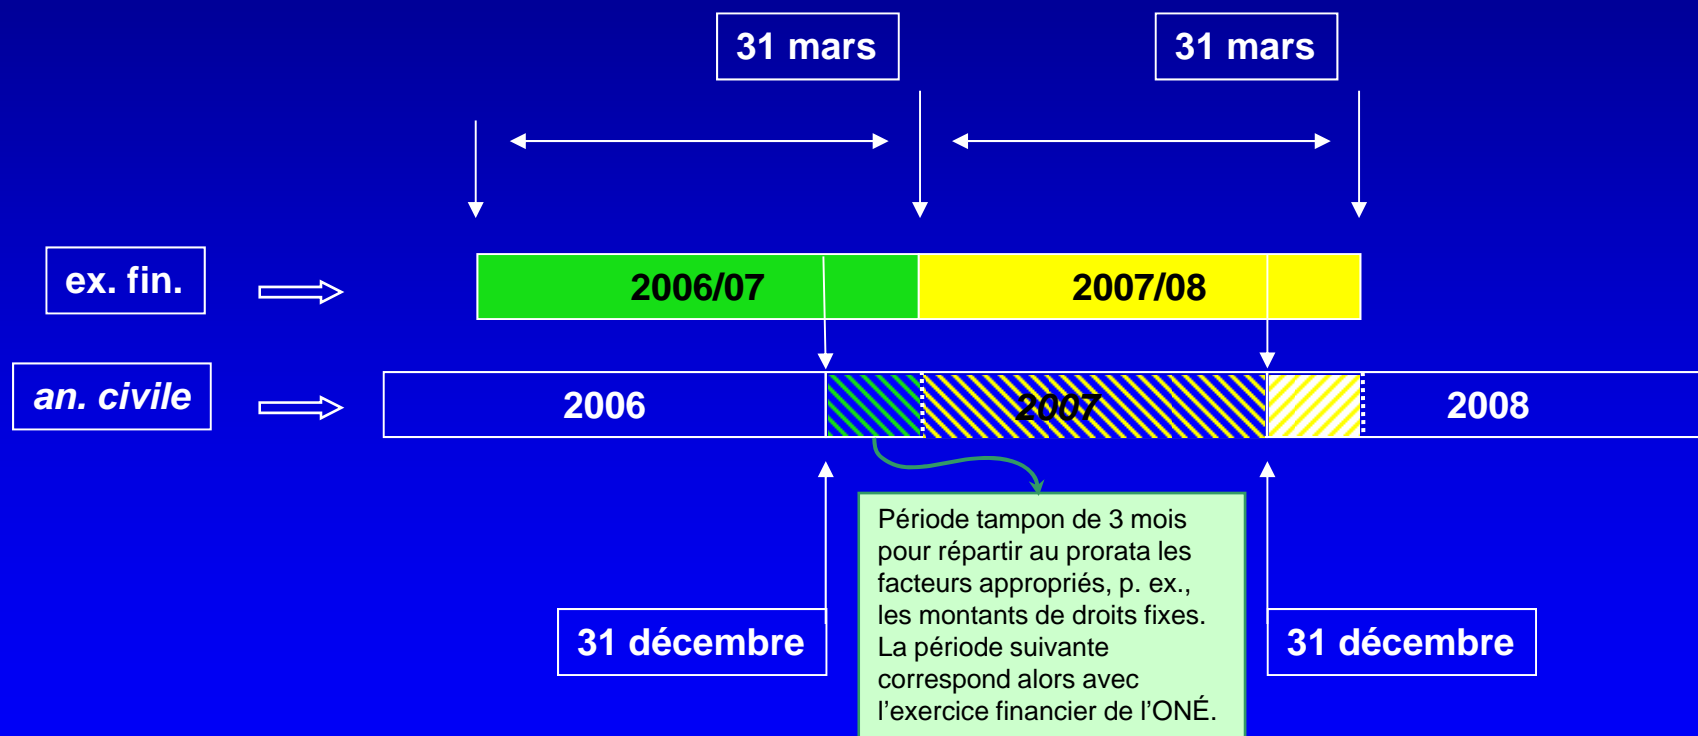 31 mars
31 mars
ex. fin.
2006/07
2007/08
an. civile
2006
2007
2008
Période tampon de 3 mois
pour répartir au prorata les
facteurs appropriés, p. ex.,
les montants de droits fixes.
La période suivante
correspond alors avec
l'exercice financier de l'ONÉ.
31 décembre
31 décembre